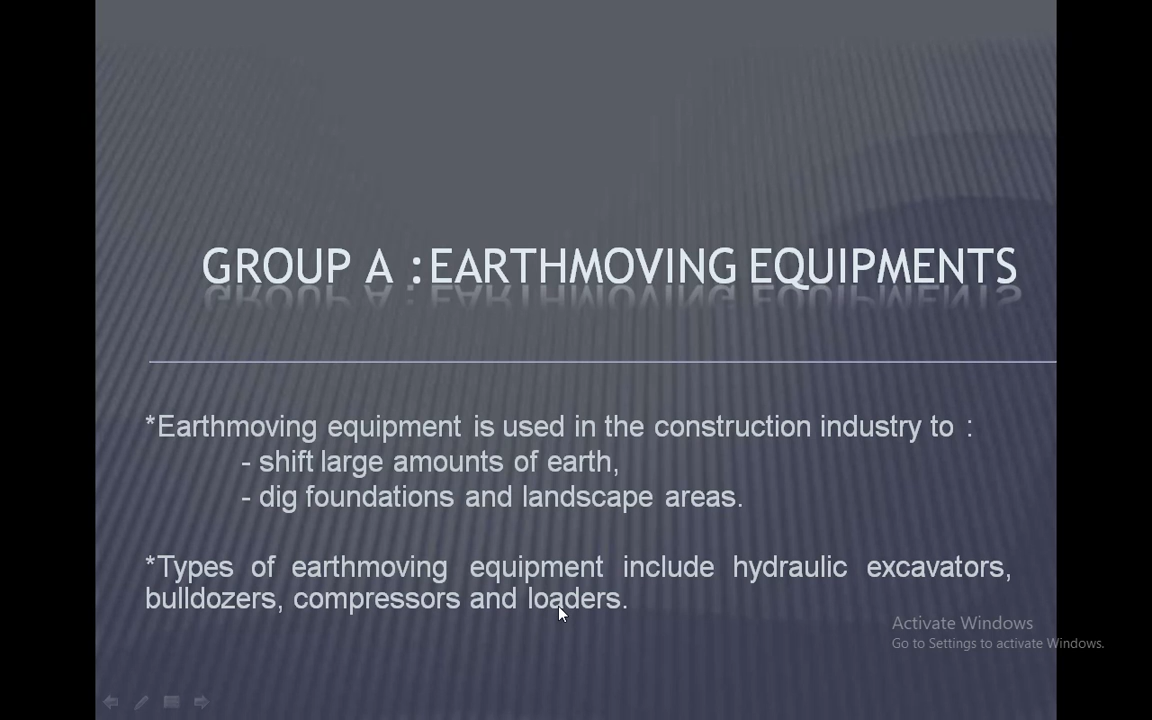 GROUP A :EARTHMOVING EQUIPMENTS
*Earthmoving equipment is used in the construction industry to :
- shift large amounts of earth,
- dig foundations and landscape areas.
*Types of earthmoving equipment include hydraulic excavators,
bulldozers, compressors and loaders.
Activate Windows
Go to Settings to activate Windows.